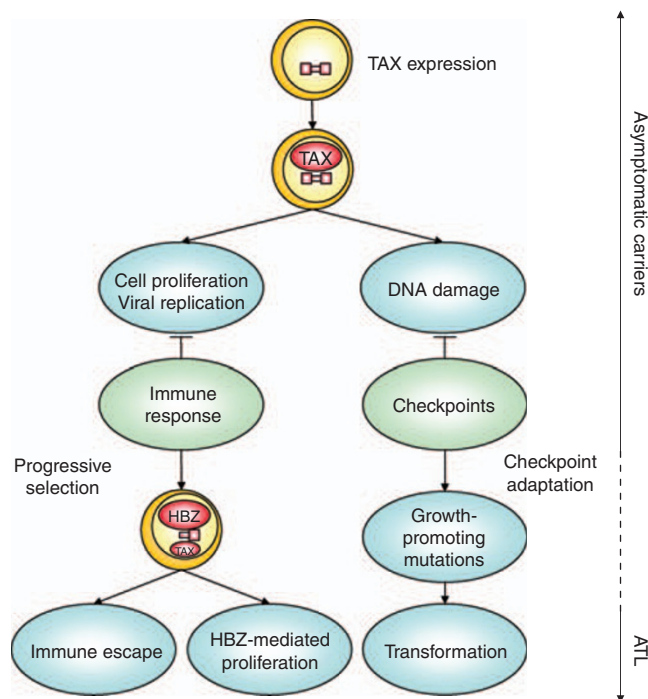 TAX expression
TAX
Cell proliferation
Viral replication
DNA damage
Immune
response
Checkpoints
Progressive
selection
Checkpoint
adaptation
HBZ
TAX
Growth-
promoting
mutations
Immune escape
HBZ-mediated
proliferation
Transformation
Asymptomatic carriers
ATL